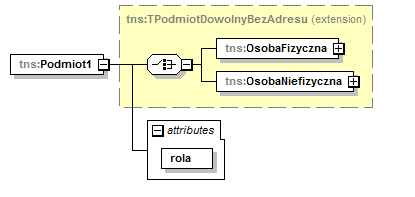 tns:TPodmiotDowolnyBezAdresu (extension)
tns:OsobaFizyczna
tns:Podmiot1
tns:OsobaNiefizyczna
attributes
rola